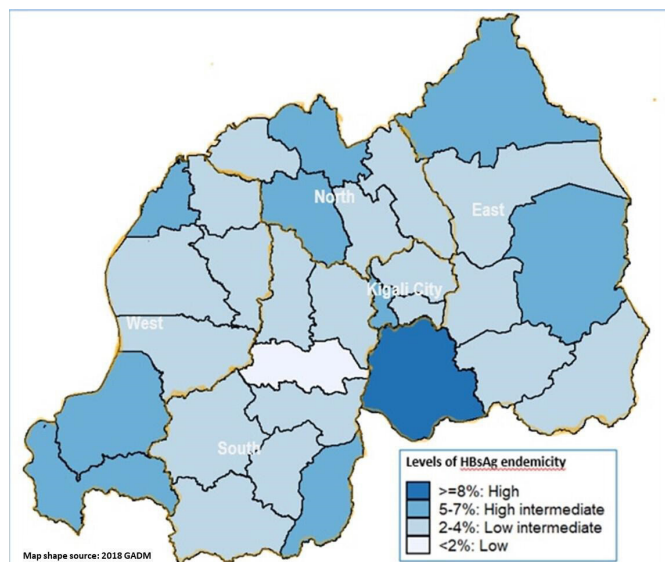 North
East
Kigali City
West
South
Levels of HBsAg endemicity
>=8%: High
5-7%: High intermediate
2-4%: Low intermediate
<2%: Low
Map shape source: 2018 GADM